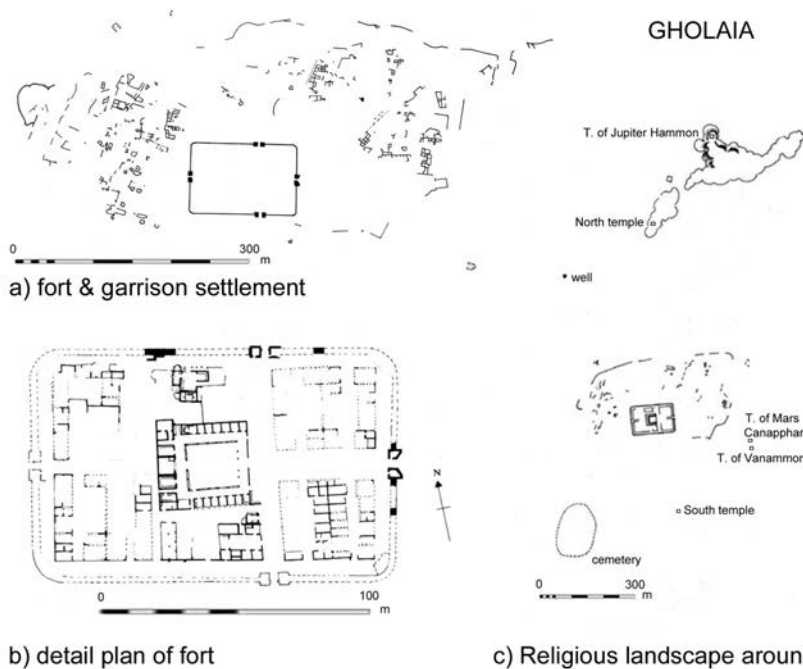 GHOLAIA
T. of Jupiter Hammon
North temple
0 300
m
a) fort & garrison settlement
well
T. of Mars
Canapphar
T. of Vanammon
N
South temple
cemetery
0 300
m
0 100
m
b) detail plan of fort
c) Religious landscape aroun